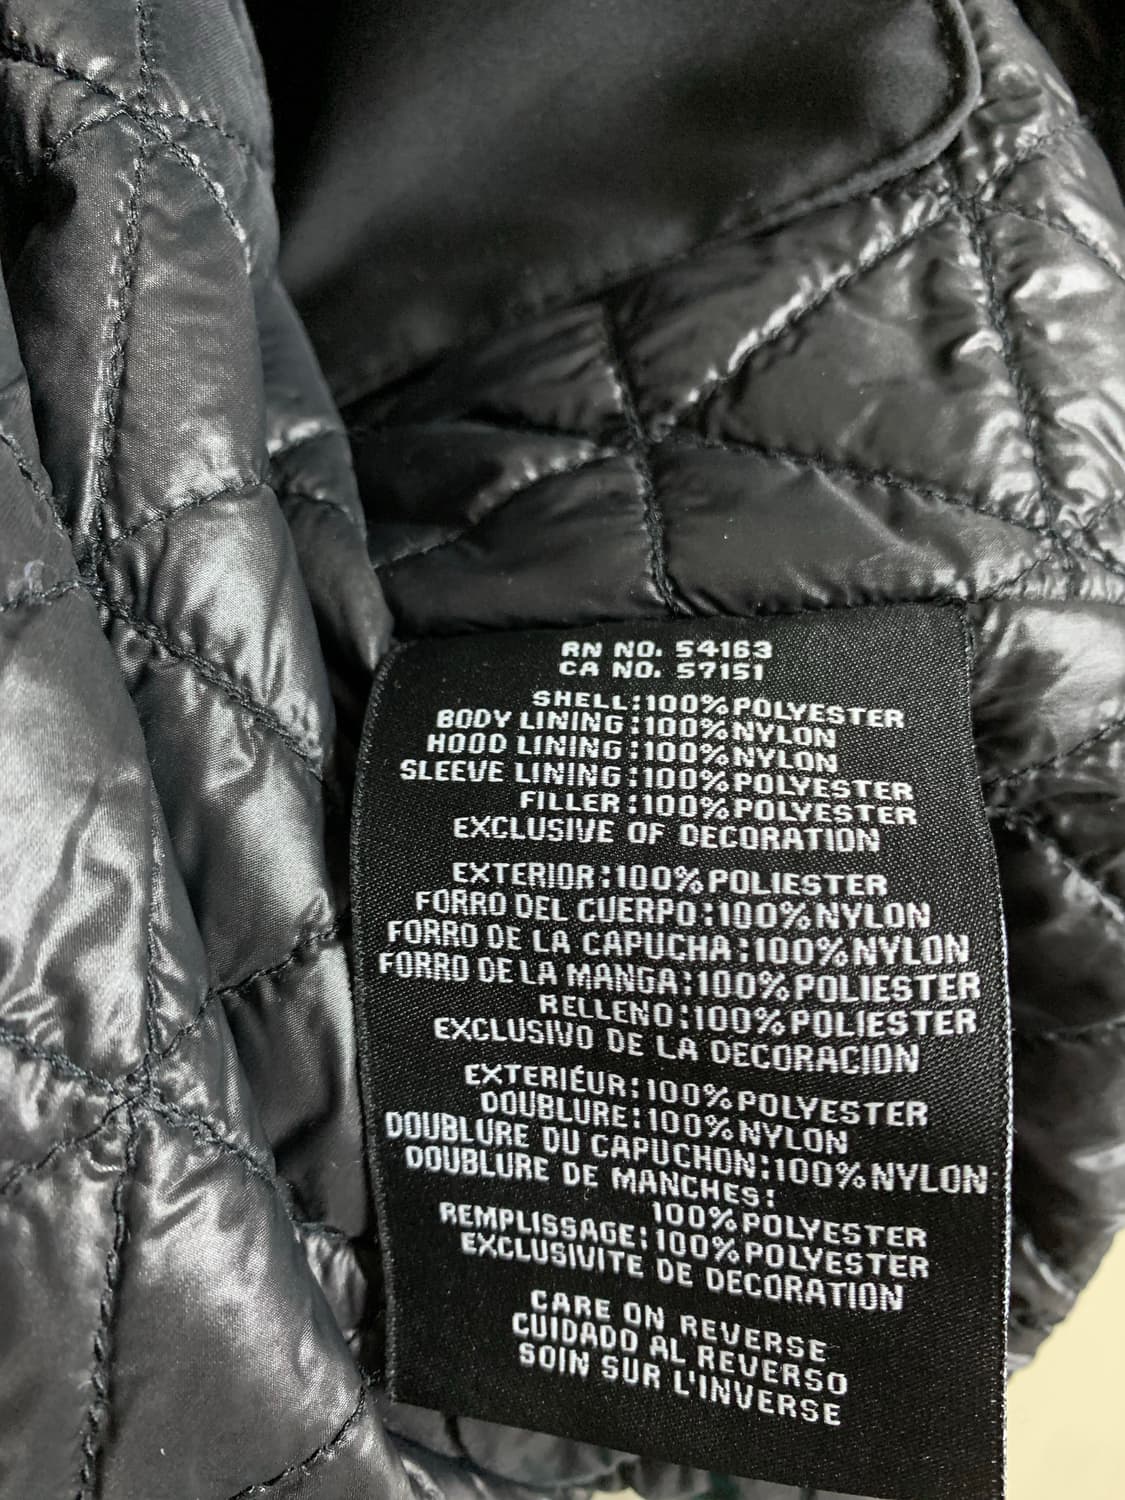 RN NO. 54163
CA NO. 57151
SHELL:100%POLYESTER
BODY LINING:100%NYLON
HOOD LINING:100%NYLON
SLEEVE LINING:100%POLYESTER
FILLER:100%POLYESTER
EXCLUSIVE OF DECORATION
EXTERIOR:100%POLIESTER
FORRO DEL CUERPO:100%NYLON
FORRO DE LA CAPUCHA:100%NYLON
FORRO DE LA MANGA:100%POLIESTER
RELLENO:100%POLIESTER
EXCLUSIVO DE LA DECORACION
EXTERIÉUR:100%POLYESTER
DOUBLURE:100%NYLON
DOUBLURE DU CAPUCHON:100%NYLON
DOUBLURE DE MANCHES:
100%POLYESTER
REMPLISSAGE:100%POLYESTER
EXCLUSIVITE DE DECORATION
CARE ON REVERSE
CUIDADO AL REVERSO
SOIN SUR L'INVERSE